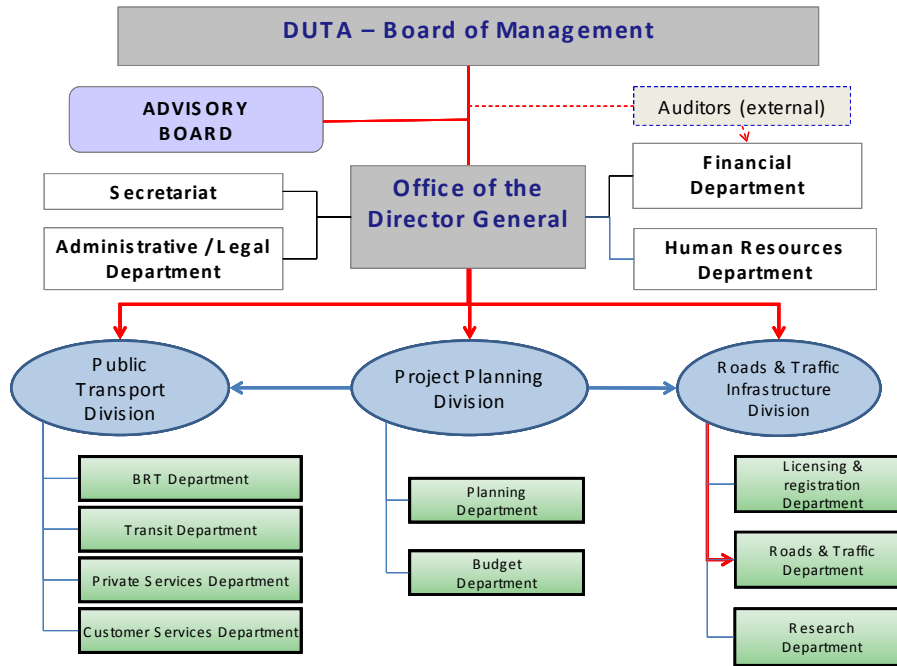 DUTA – Board of Management
ADVISORY
BOARD
Auditors (external)
Secretariat
Administrative /Legal
Department
Office of the
Director General
Financial
Department
Human Resources
Department
Public
Transport
Division
Project Planning
Division
Roads & Traffic
Infrastructure
Division
BRT Department
Transit Department
Private Services Department
Customer Services Department
Planning
Department
Budget
Department
Licensing &
registration
Department
Roads & Traffic
Department
Research
Department